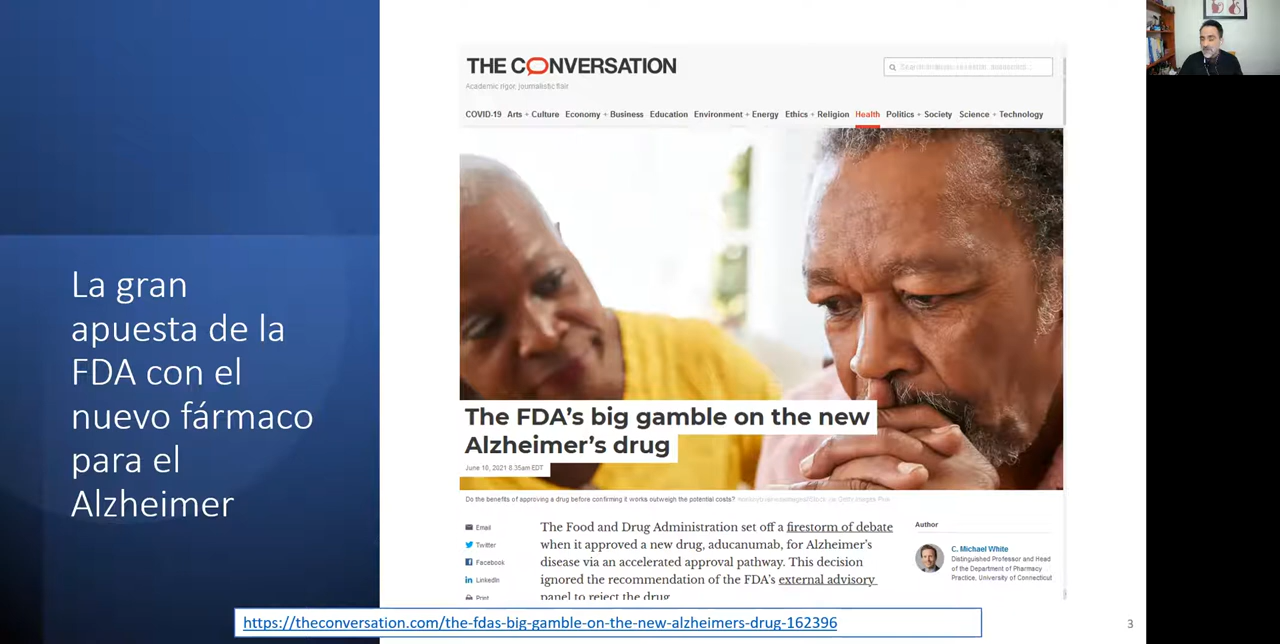 La gran
apuesta de la
FDA con el
nuevo fármaco
para el
Alzheimer
THE CONVERSATION
Academic rigor, journalistic flair
COVID-19 Arts + Culture Economy + Business Education Environment + Energy Ethics + Religion Health Politics + Society Science + Technology
The FDA's big gamble on the new
Alzheimer's drug
June 10, 2021 8.35am EDT
Do the benefits of approving a drug before confirming it works outweigh the potential costs?
Email
Twitter
Facebook
LinkedIn
Print
The Food and Drug Administration set off a firestorm of debate
when it approved a new drug, aducanumab, for Alzheimer's
disease via an accelerated approval pathway. This decision
ignored the recommendation of the FDA's external advisory
panel to reject the drug.
Author
C. Michael White
Distinguished Professor and Head
of the Department of Pharmacy
Practice, University of Connecticut
https://theconversation.com/the-fdas-big-gamble-on-the-new-alzheimers-drug-162396
3